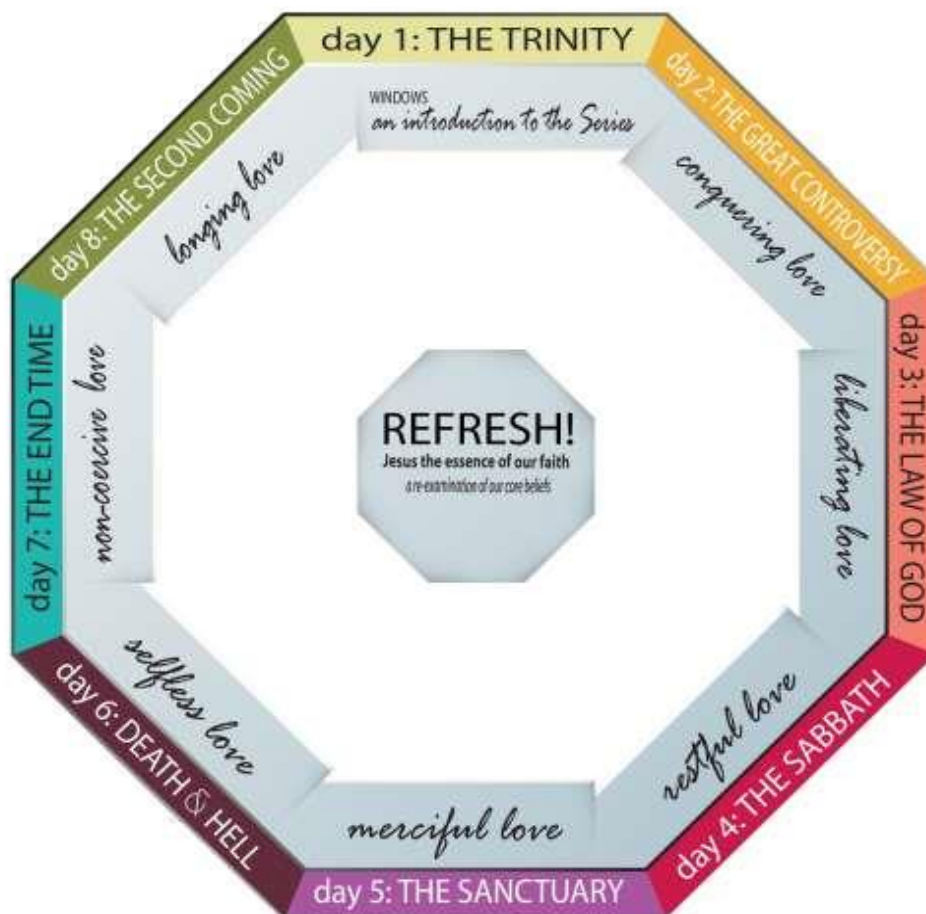 day 1: THE TRINITY
WINDOWS
an introduction to the Series
day 2: THE GREAT CONTROVERSY
conquering love
day 3: THE LAW OF GOD
liberating love
day 4: THE SABBATH
restful love
day 5: THE SANCTUARY
merciful love
day 6: DEATH & HELL
selfless love
day 7: THE END TIME
non-coercive love
day 8: THE SECOND COMING
longing love
REFRESH!
Jesus the essence of our faith
a re-examination of our core beliefs